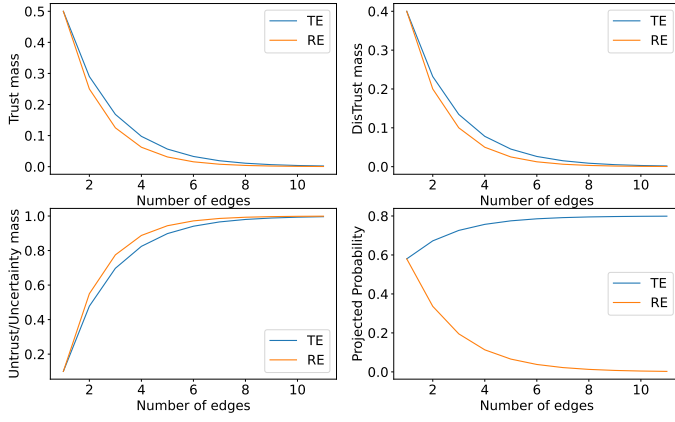 Trust mass
0.5
0.4
0.3
0.2
0.1
0.0
2 4 6 8 10
Number of edges
TE
RE
DisTrust mass
0.4
0.3
0.2
0.1
0.0
2 4 6 8 10
Number of edges
TE
RE
Untrust/Uncertainty mass
1.0
0.8
0.6
0.4
0.2
2 4 6 8 10
Number of edges
TE
RE
Projected Probability
0.8
0.6
0.4
0.2
0.0
2 4 6 8 10
Number of edges
TE
RE